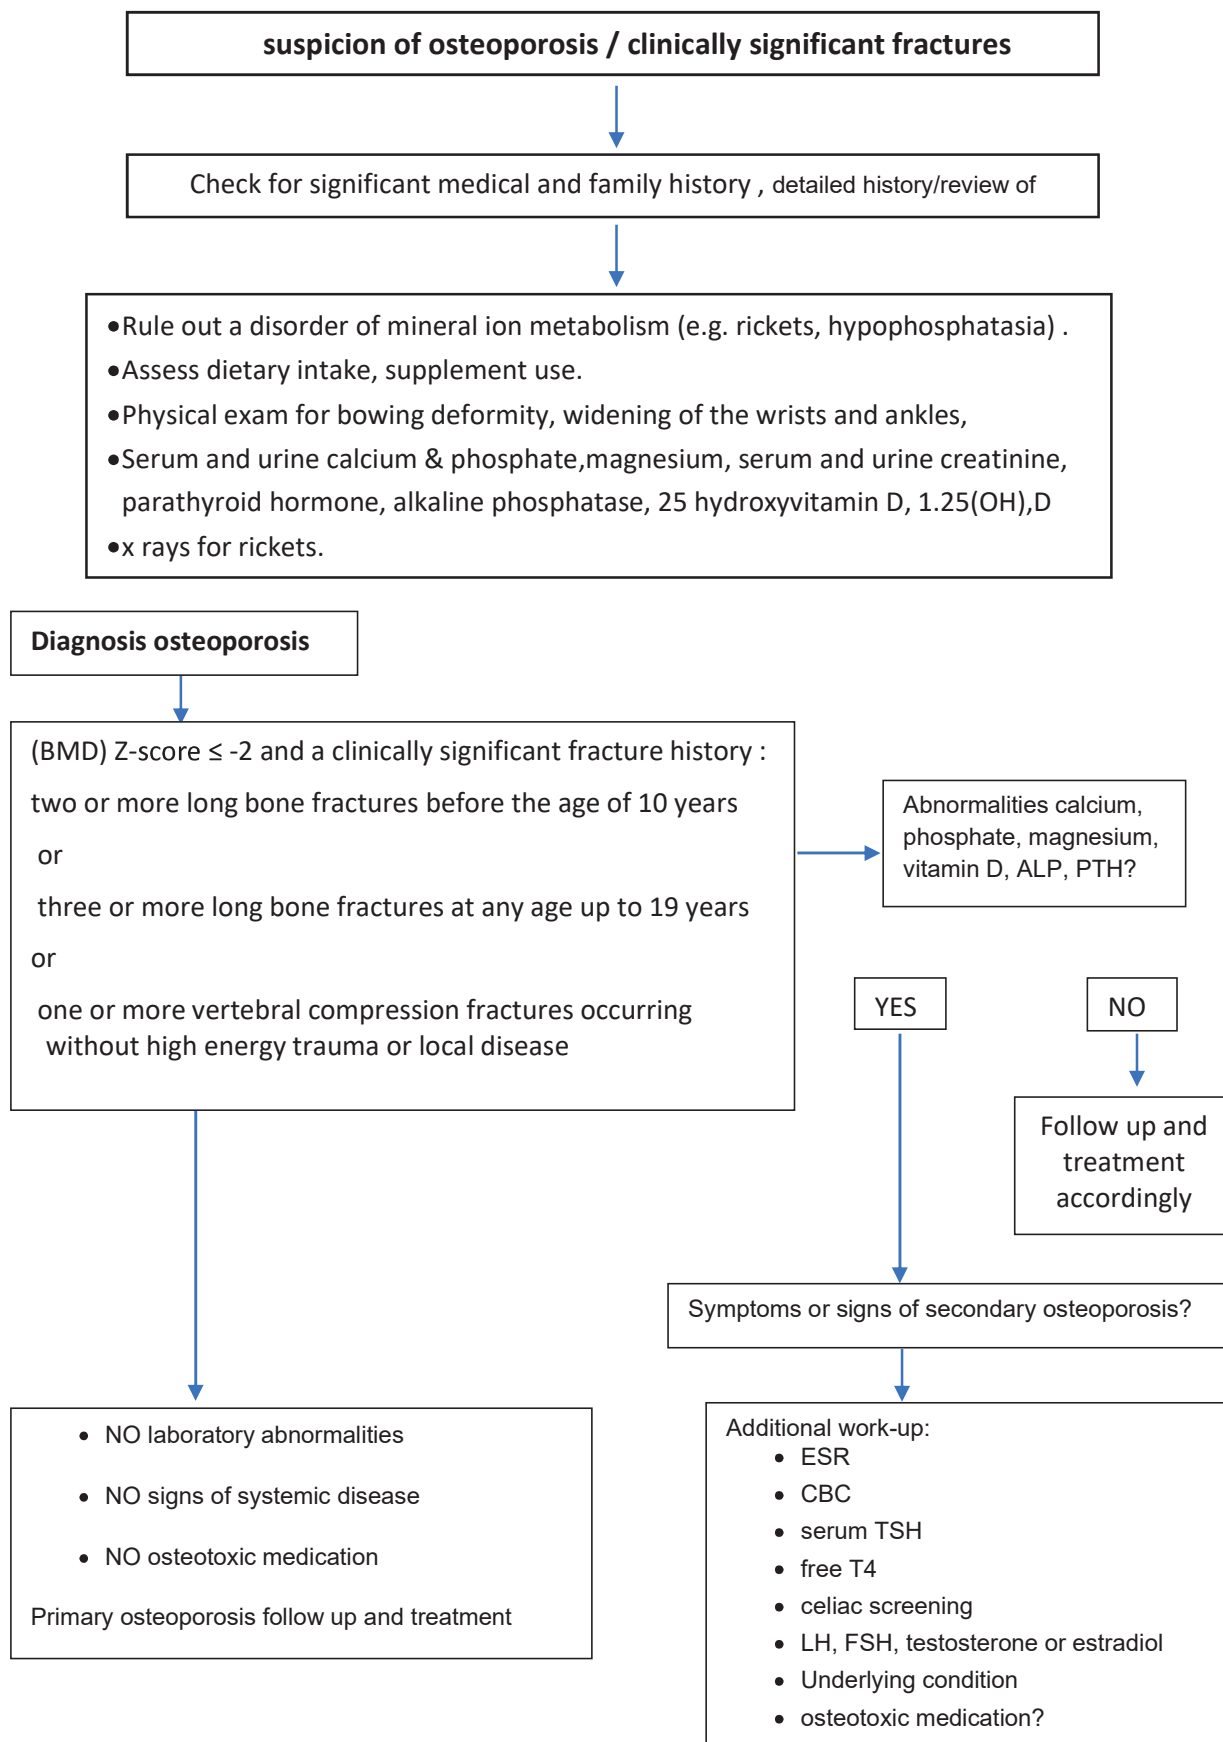 suspicion of osteoporosis / clinically significant fractures
Check for significant medical and family history , detailed history/review of
•Rule out a disorder of mineral ion metabolism (e.g. rickets, hypophosphatasia) .
•Assess dietary intake, supplement use.
•Physical exam for bowing deformity, widening of the wrists and ankles,
•Serum and urine calcium & phosphate,magnesium, serum and urine creatinine,
parathyroid hormone, alkaline phosphatase, 25 hydroxyvitamin D, 1.25(OH),D
•x rays for rickets.
Diagnosis osteoporosis
(BMD) Z-score ≤ -2 and a clinically significant fracture history :
two or more long bone fractures before the age of 10 years
or
three or more long bone fractures at any age up to 19 years
or
one or more vertebral compression fractures occurring
without high energy trauma or local disease
Abnormalities calcium,
phosphate, magnesium,
vitamin D, ALP, PTH?
YES
NO
Follow up and
treatment
accordingly
Symptoms or signs of secondary osteoporosis?
• NO laboratory abnormalities
• NO signs of systemic disease
• NO osteotoxic medication
Primary osteoporosis follow up and treatment
Additional work-up:
• ESR
• CBC
• serum TSH
• free T4
• celiac screening
• LH, FSH, testosterone or estradiol
• Underlying condition
• osteotoxic medication?